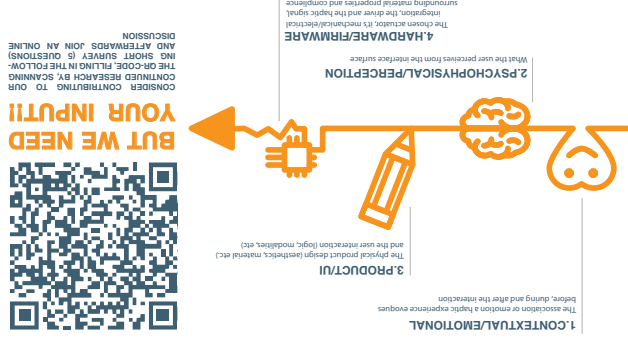 1.CONTEXTUAL/EMOTIONAL
The association or emotion a haptic experience evoques
before, during and after the interaction
3.PRODUCT/UI
The physical product design (aesthetics, material etc.)
and the user interaction (logic, modalities, etc)
2.PSYCHOPHYSICAL/PERCEPTION
What the user perceives from the interface surface
4.HARDWARE/FIRMWARE
The chosen actuator, it's mechanical/electrical
integration, the driver and the haptic signal,
surrounding material properties and complience
BUT WE NEED
YOUR INPUT!!
CONSIDER CONTRIBUTING TO OUR
CONTINUED RESEARCH BY, SCANNING
THE QR-CODE, FILLING IN THE FOLLOW-
ING SHORT SURVEY (5 QUESTIONS)
AND AFTERWARDS JOIN AN ONLINE
DISCUSSION